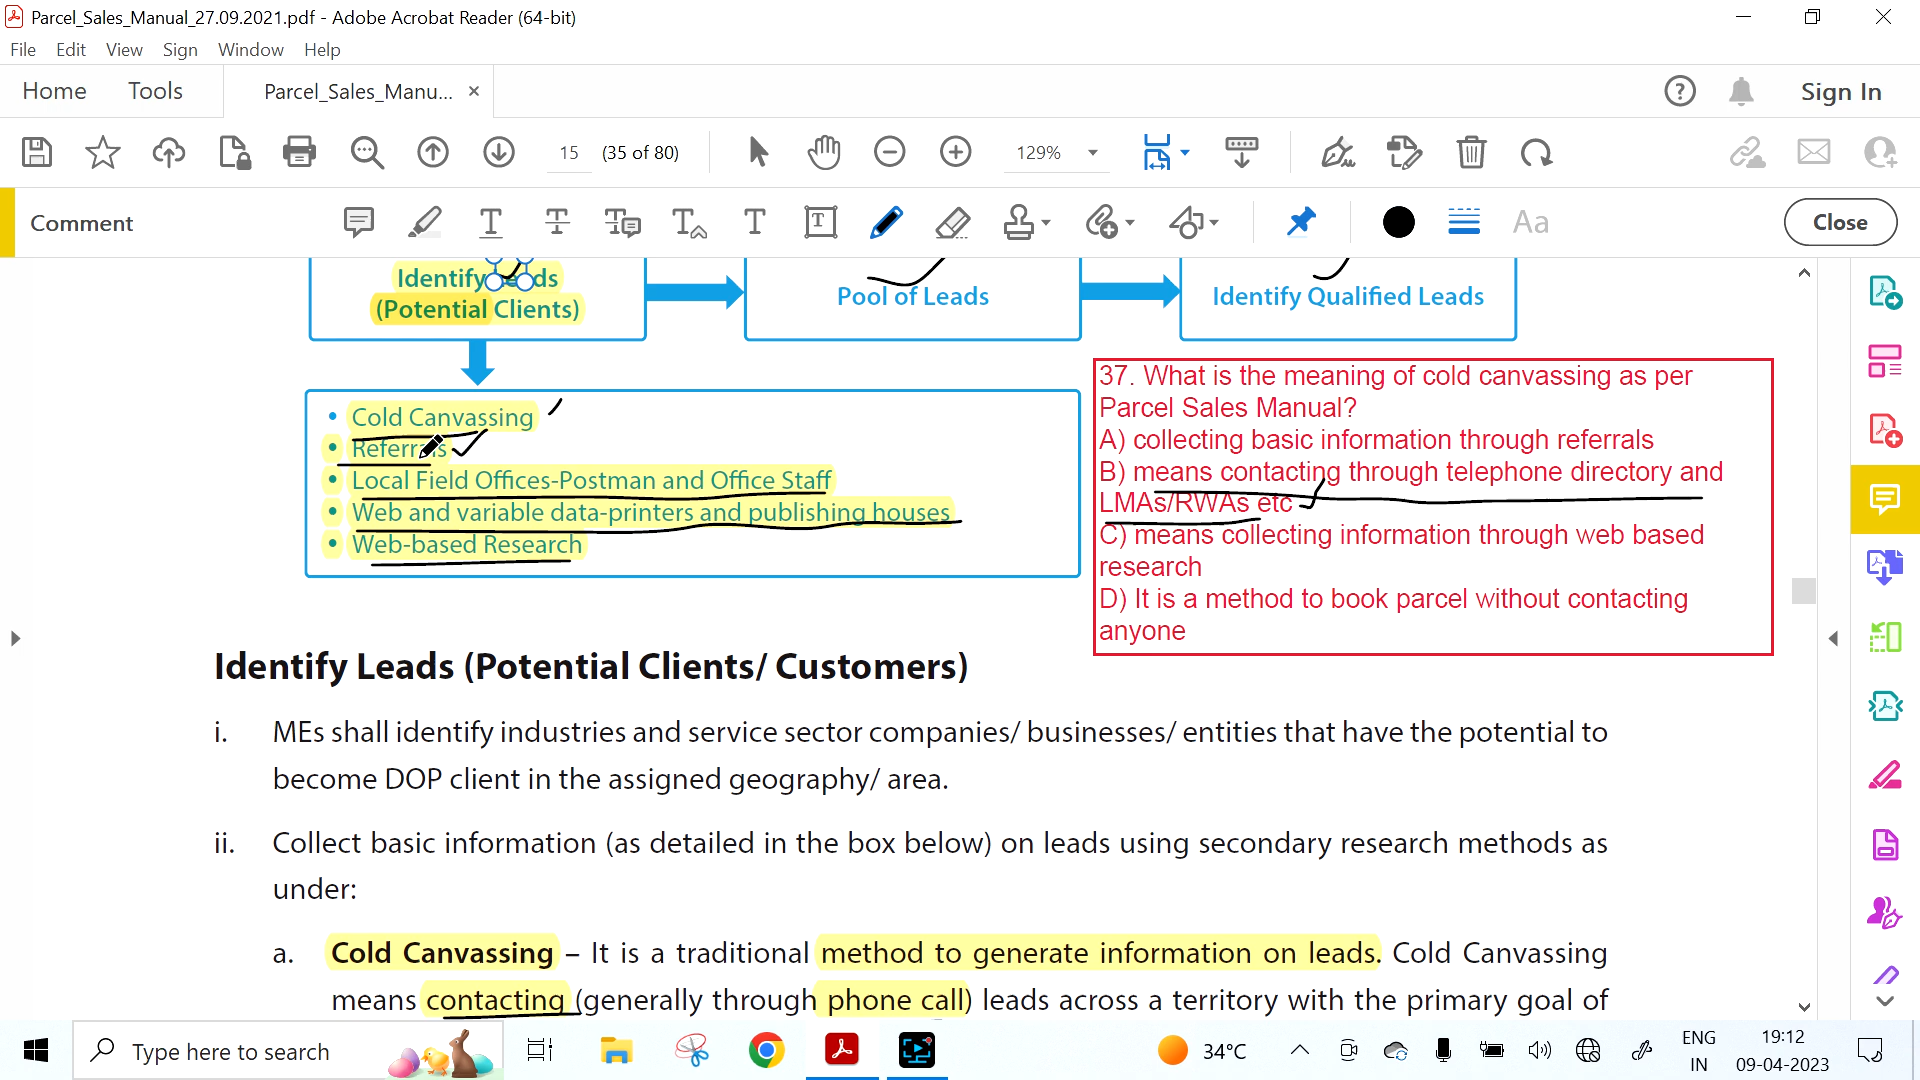 Parcel_Sales_Manual_27.09.2021.pdf - Adobe Acrobat Reader (64-bit)
File Edit View Sign Window Help
Home Tools Parcel_Sales_Manu... × Sign In
15 (35 of 80) 129%
Comment Aa Close
Identify Leads
(Potential Clients)
Pool of Leads
Identify Qualified Leads
• Cold Canvassing
• Referrals
• Local Field Offices-Postman and Office Staff
• Web and variable data-printers and publishing houses
• Web-based Research
37. What is the meaning of cold canvassing as per
Parcel Sales Manual?
A) collecting basic information through referrals
B) means contacting through telephone directory and
LMAs/RWAs etc
C) means collecting information through web based
research
D) It is a method to book parcel without contacting
anyone
Identify Leads (Potential Clients/ Customers)
i. MEs shall identify industries and service sector companies/ businesses/ entities that have the potential to
become DOP client in the assigned geography/ area.
ii. Collect basic information (as detailed in the box below) on leads using secondary research methods as
under:
a. Cold Canvassing – It is a traditional method to generate information on leads. Cold Canvassing
means contacting (generally through phone call) leads across a territory with the primary goal of
Type here to search
34°C
ENG
IN
19:12
09-04-2023